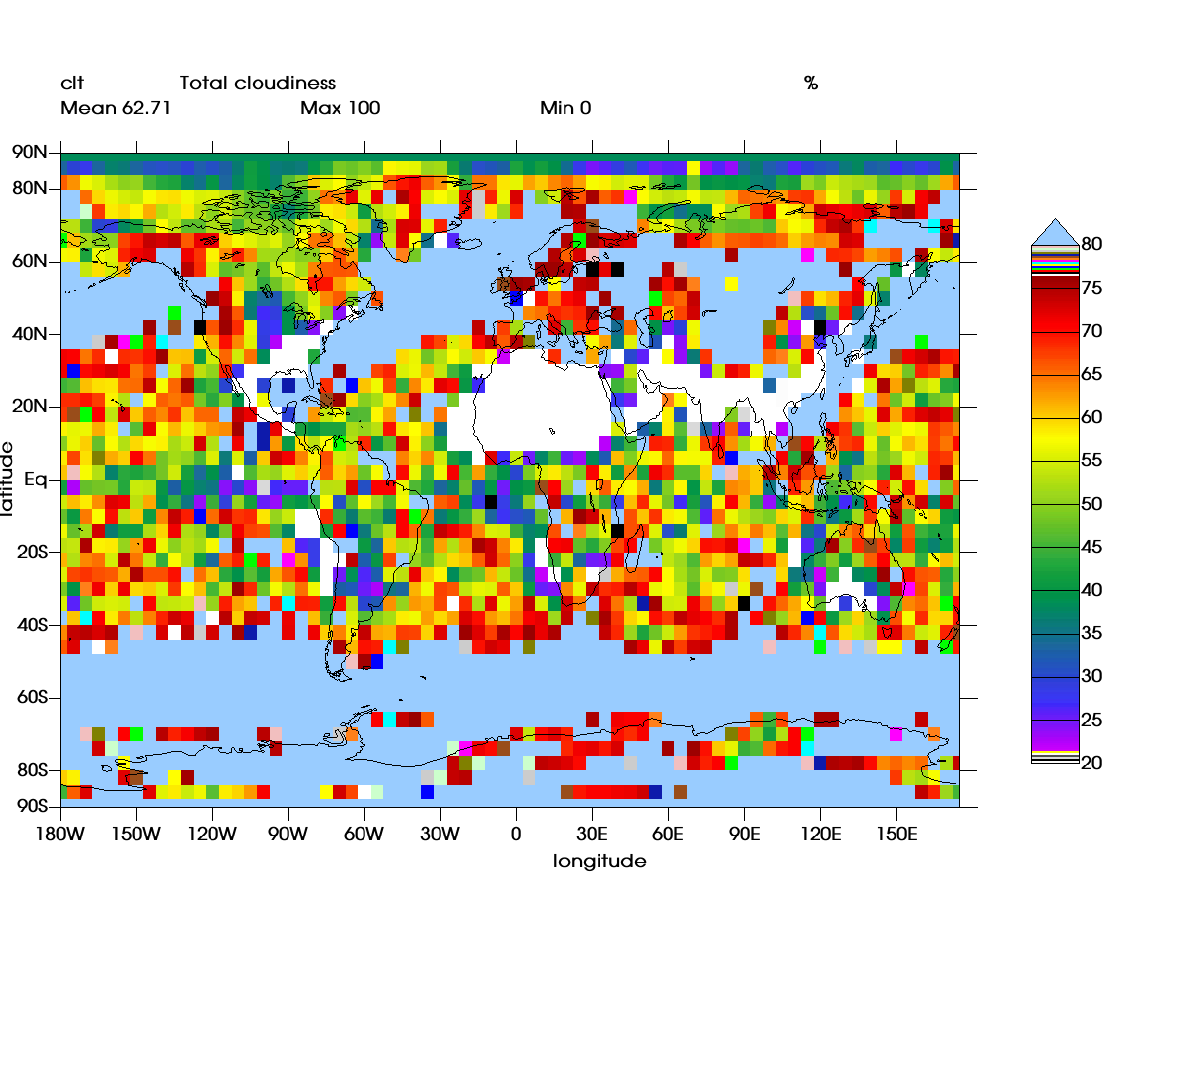 clt Total cloudiness %
Mean 62.71 Max 100 Min 0
90N
80N
60N
40N
20N
Eq
20S
40S
60S
80S
90S
latitude
180W 150W 120W 90W 60W 30W 0 30E 60E 90E 120E 150E
longitude
80
75
70
65
60
55
50
45
40
35
30
25
20